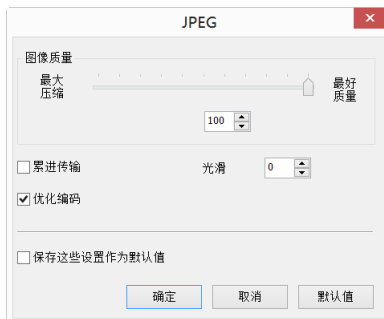 JPEG
图像质量
最大
压缩
最好
质量
100
累进传输
光滑
0
优化编码
保存这些设置作为默认值
确定
取消
默认值